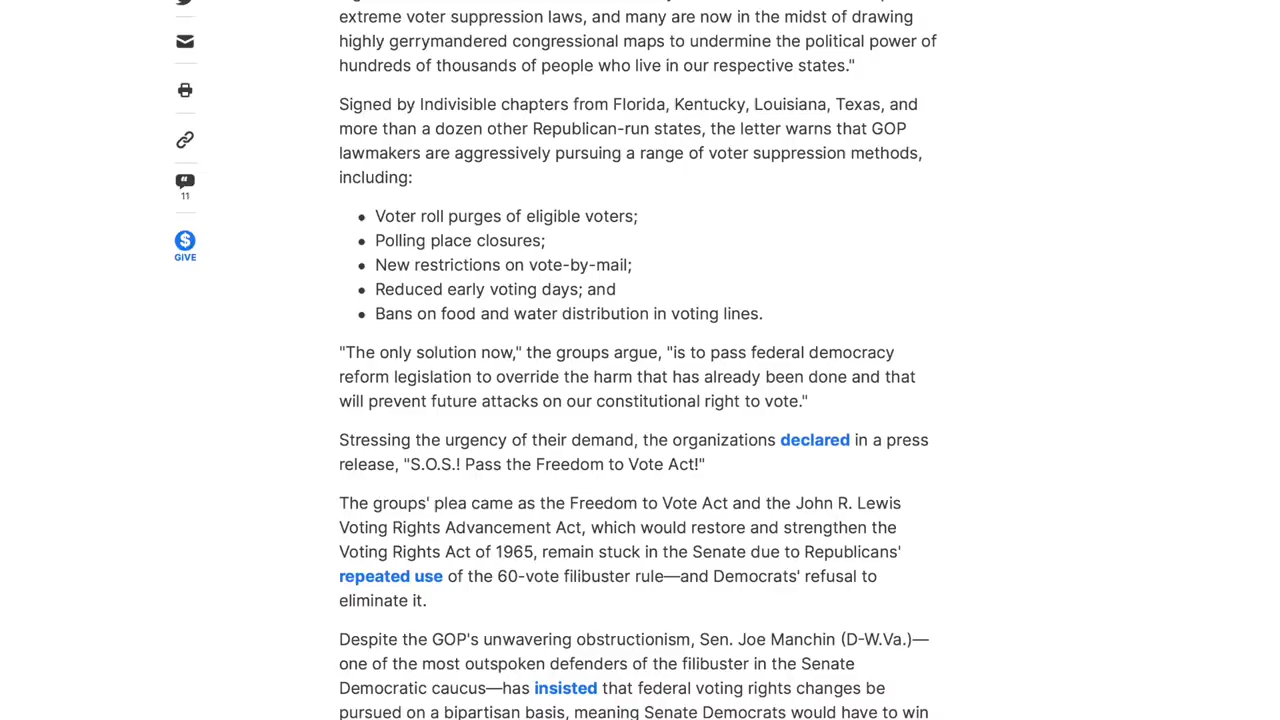 extreme voter suppression laws, and many are now in the midst of drawing
highly gerrymandered congressional maps to undermine the political power of
hundreds of thousands of people who live in our respective states."
Signed by Indivisible chapters from Florida, Kentucky, Louisiana, Texas, and
more than a dozen other Republican-run states, the letter warns that GOP
lawmakers are aggressively pursuing a range of voter suppression methods,
including:
11
GIVE
• Voter roll purges of eligible voters;
• Polling place closures;
• New restrictions on vote-by-mail;
• Reduced early voting days; and
• Bans on food and water distribution in voting lines.
"The only solution now," the groups argue, "is to pass federal democracy
reform legislation to override the harm that has already been done and that
will prevent future attacks on our constitutional right to vote."
Stressing the urgency of their demand, the organizations declared in a press
release, "S.O.S.! Pass the Freedom to Vote Act!"
The groups' plea came as the Freedom to Vote Act and the John R. Lewis
Voting Rights Advancement Act, which would restore and strengthen the
Voting Rights Act of 1965, remain stuck in the Senate due to Republicans'
repeated use of the 60-vote filibuster rule—and Democrats' refusal to
eliminate it.
Despite the GOP's unwavering obstructionism, Sen. Joe Manchin (D-W.Va.)—
one of the most outspoken defenders of the filibuster in the Senate
Democratic caucus—has insisted that federal voting rights changes be
pursued on a bipartisan basis, meaning Senate Democrats would have to win